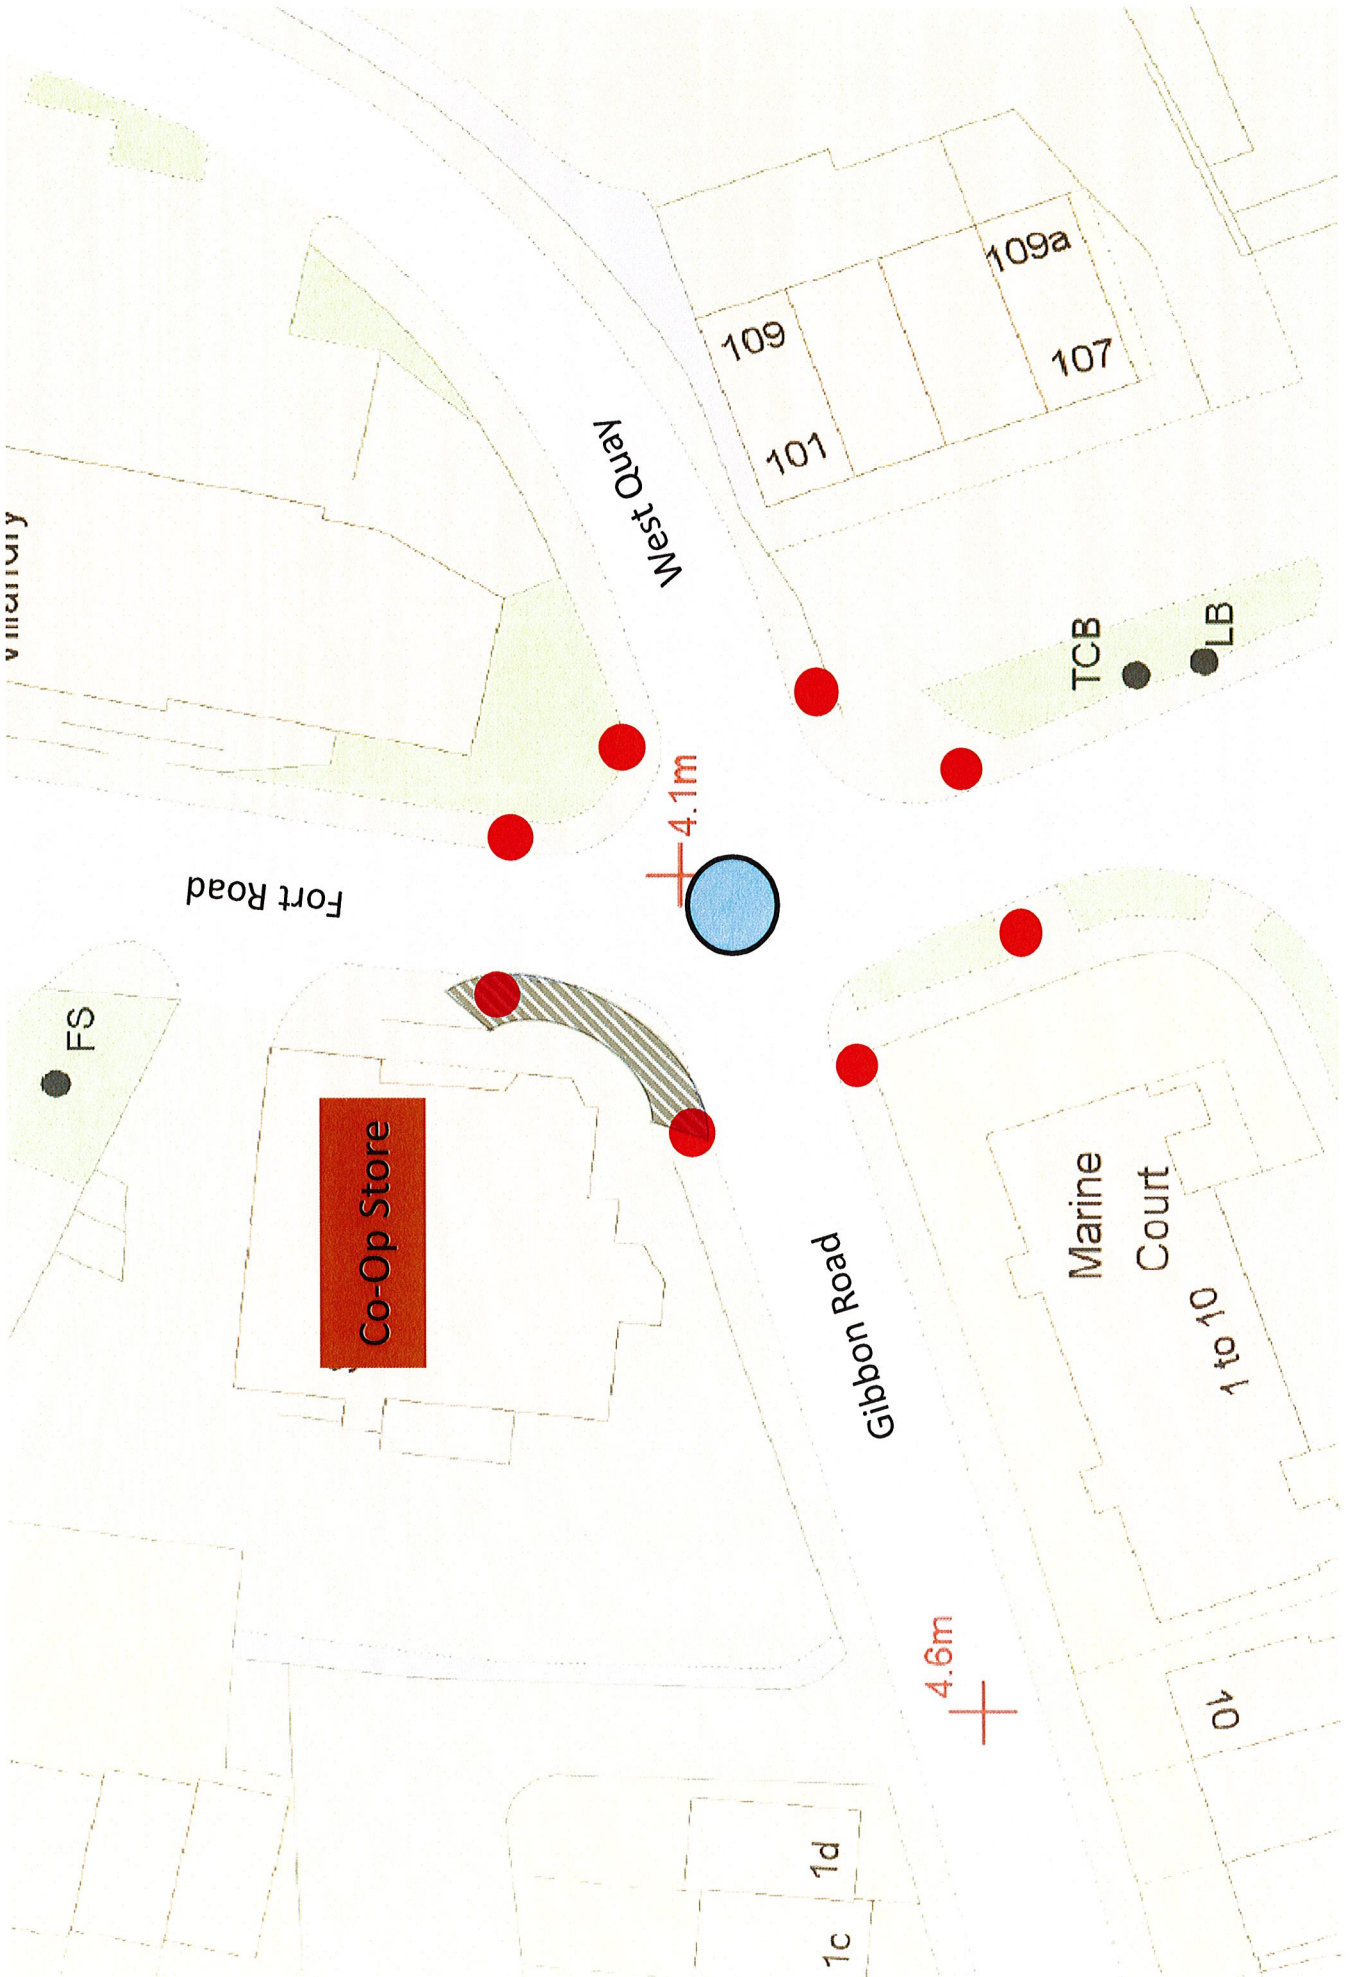 109a
109
107
101
West Quay
TCB
LB
4.1m
Fort Road
FS
Co-Op Store
Marine
Court
1 to 10
Gibbon Road
4.6m
10
1d
1c